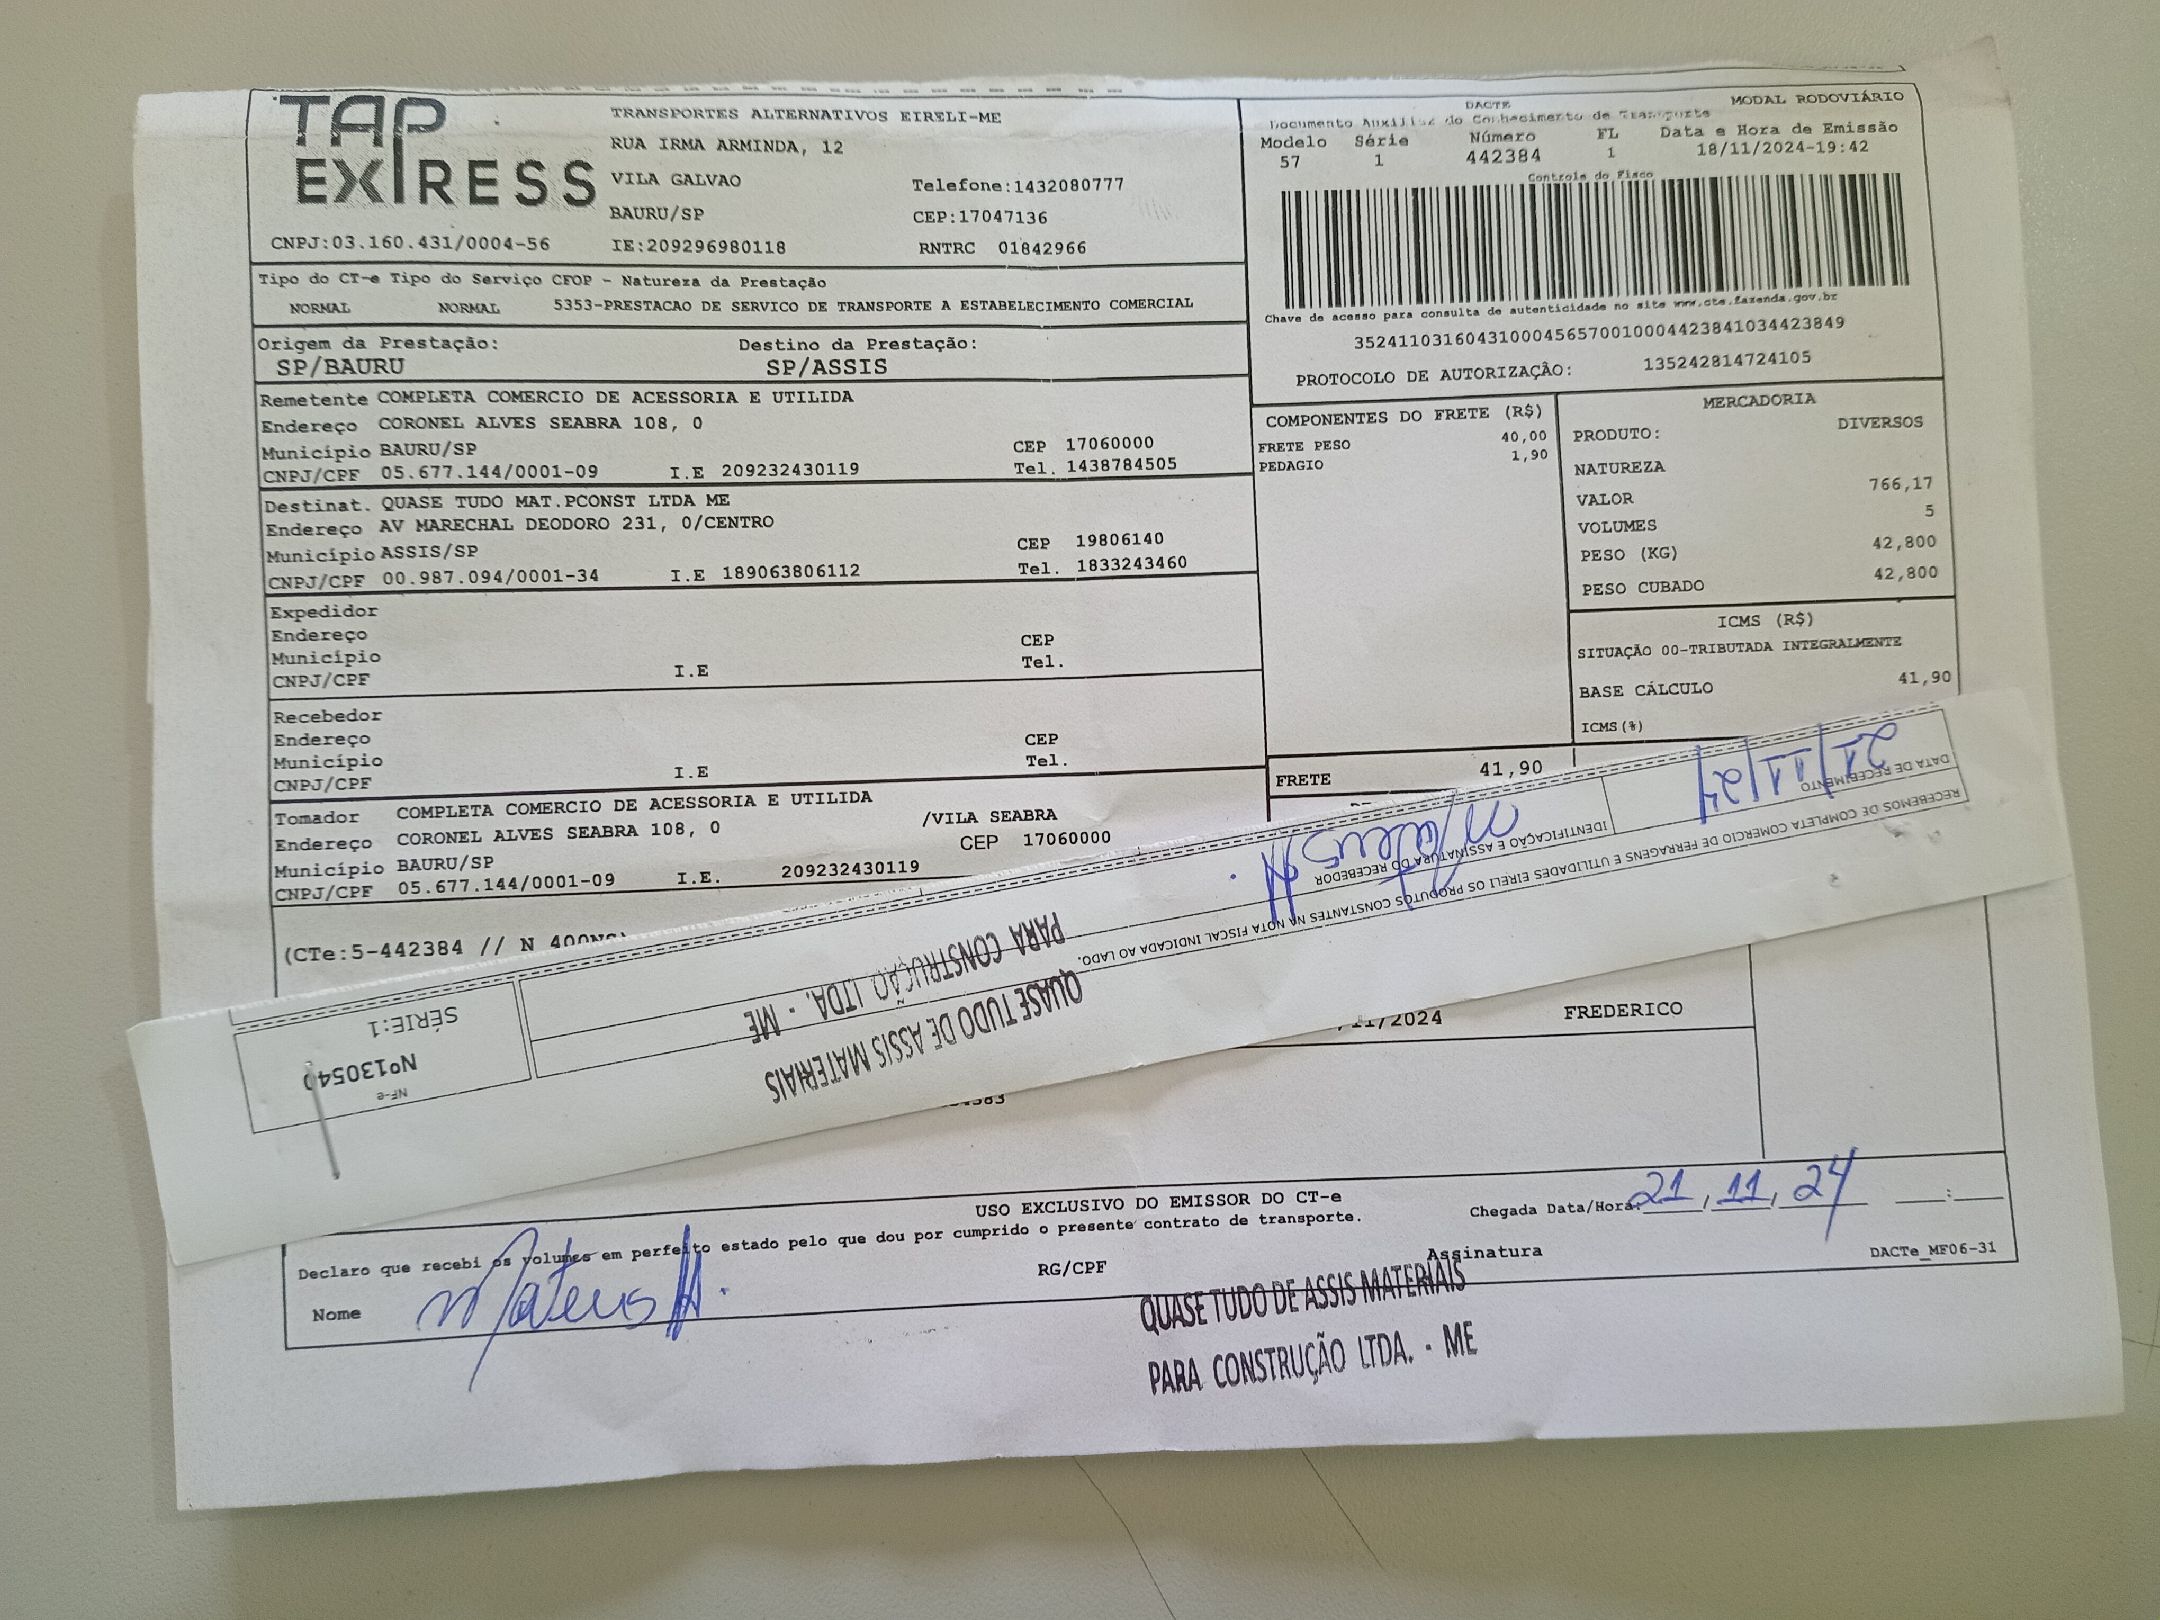 TAP EXPRESS
TRANSPORTES ALTERNATIVOS EIRELI-ME
RUA IRMA ARMINDA, 12
VILA GALVAO
Telefone:1432080777
BAURU/SP
CEP:17047136
CNPJ:03.160.431/0004-56
IE:209296980118
RNTRC 01842966
DACTE
MODAL RODOVIÁRIO
Documento Auxiliar do Conhecimento de Transporte
Modelo Série Número FL Data e Hora de Emissão
57 1 442384 1 18/11/2024-19:42
Controle do Fisco
Chave de acesso para consulta de autenticidade no site www.cte.fazenda.gov.br
35241103160431000456570010004423841034423849
PROTOCOLO DE AUTORIZAÇÃO: 135242814724105
Tipo do CT-e Tipo do Serviço CFOP - Natureza da Prestação
NORMAL NORMAL 5353-PRESTACAO DE SERVICO DE TRANSPORTE A ESTABELECIMENTO COMERCIAL
Origem da Prestação: Destino da Prestação:
SP/BAURU SP/ASSIS
Remetente COMPLETA COMERCIO DE ACESSORIA E UTILIDA
Endereço CORONEL ALVES SEABRA 108, 0
Município BAURU/SP CEP 17060000
CNPJ/CPF 05.677.144/0001-09 I.E 209232430119 Tel. 1438784505
Destinat. QUASE TUDO MAT.PCONST LTDA ME
Endereço AV MARECHAL DEODORO 231, 0/CENTRO
Município ASSIS/SP CEP 19806140
CNPJ/CPF 00.987.094/0001-34 I.E 189063806112 Tel. 1833243460
Expedidor
Endereço CEP
Município Tel.
CNPJ/CPF I.E
Recebedor
Endereço CEP
Município Tel.
CNPJ/CPF I.E
Tomador COMPLETA COMERCIO DE ACESSORIA E UTILIDA
Endereço CORONEL ALVES SEABRA 108, 0 /VILA SEABRA
Município BAURU/SP CEP 17060000
CNPJ/CPF 05.677.144/0001-09 I.E. 209232430119
COMPONENTES DO FRETE (R$)
FRETE PESO 40,00
PEDAGIO 1,90
FRETE 41,90
MERCADORIA
PRODUTO: DIVERSOS
NATUREZA
VALOR 766,17
VOLUMES 5
PESO (KG) 42,800
PESO CUBADO 42,800
ICMS (R$)
SITUAÇÃO 00-TRIBUTADA INTEGRALMENTE
BASE CÁLCULO 41,90
ICMS(%)
(CTe:5-442384 // N
RECEBEMOS DE COMPLETA COMERCIO DE FERRAGENS E UTILIDADES EIRELI OS PRODUTOS CONSTANTES NA NOTA FISCAL INDICADA AO LADO.
DATA DE RECEBIMENTO
21/11/24
IDENTIFICAÇÃO E ASSINATURA DO RECEBEDOR
Mateus H.
QUASE TUDO DE ASSIS MATERIAIS
PARA CONSTRUÇÃO LTDA. - ME
NF-e
Nº130540
SÉRIE:1
11/2024 FREDERICO
USO EXCLUSIVO DO EMISSOR DO CT-e
Declaro que recebi os volumes em perfeito estado pelo que dou por cumprido o presente contrato de transporte.
Chegada Data/Hora: 21, 11, 24 :
Nome Mateus H.
RG/CPF
Assinatura
DACTe_MF06-31
QUASE TUDO DE ASSIS MATERIAIS
PARA CONSTRUÇÃO LTDA. - ME